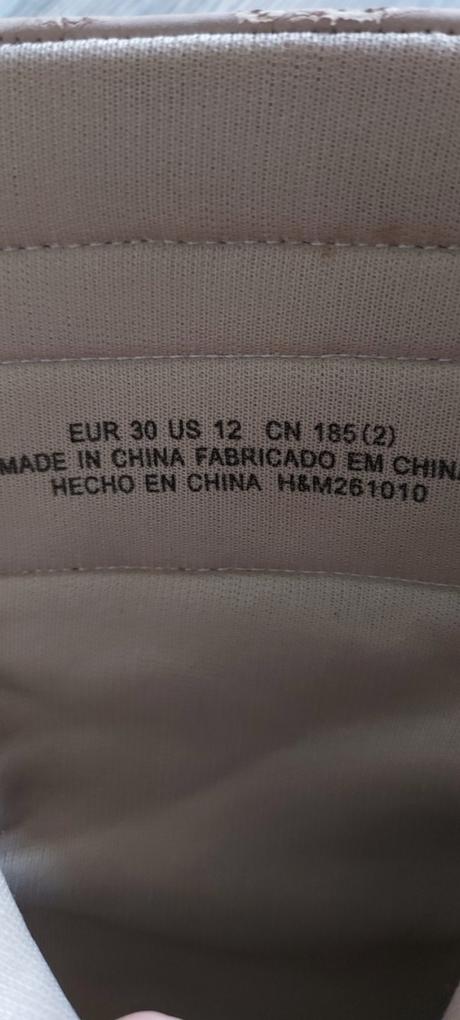 EUR 30 US 12 CN 185(2)
MADE IN CHINA FABRICADO EM CHINA
HECHO EN CHINA H&M261010